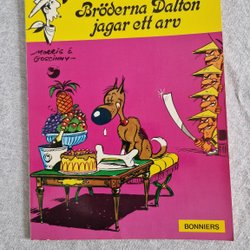 Bröderna Dalton
jagar ett arv
MORRIS &
GOSCINNY
BONNIERS